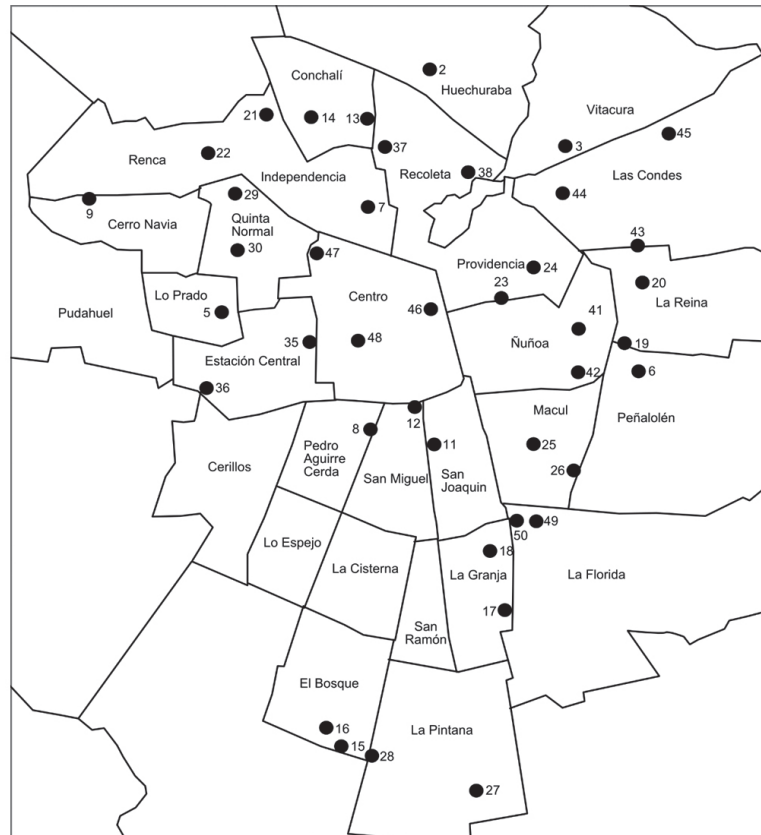 2
Huechuraba
Conchalí
21
14
13
Vitacura
45
3
37
Renca
22
Recoleta
38
Las Condes
Independencia
29
44
9
7
Cerro Navia
Quinta
Normal
30
47
43
Providencia
24
20
Lo Prado
Centro
23
La Reina
5
46
41
Pudahuel
35
48
Ñuñoa
19
Estación Central
42
6
36
Macul
Peñalolén
8
12
Pedro
Aguirre
Cerda
11
25
Cerillos
San Miguel
San
Joaquin
26
50
49
Lo Espejo
18
La Cisterna
La Granja
La Florida
17
San
Ramón
El Bosque
16
La Pintana
15
28
27